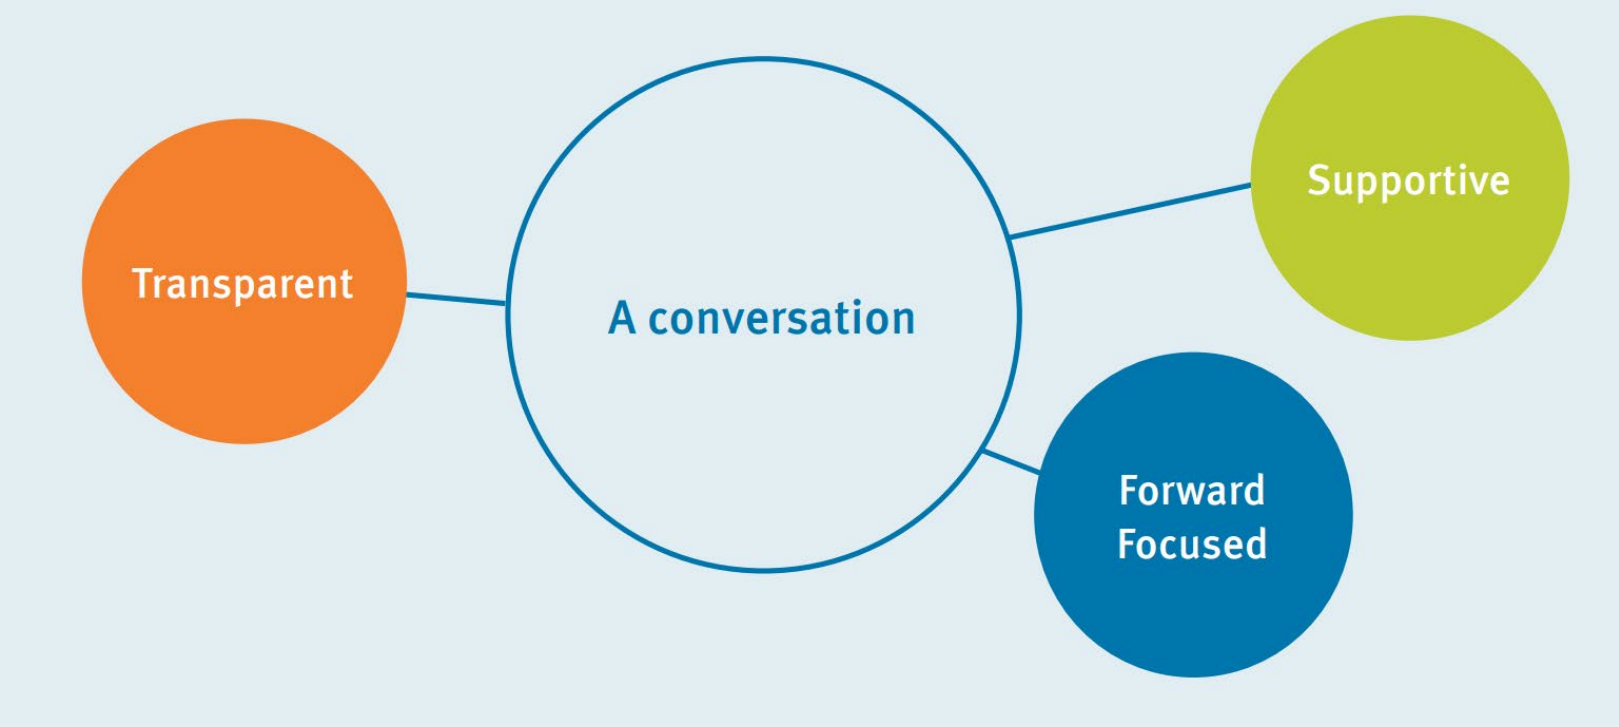 Transparent
A conversation
Supportive
Forward
Focused